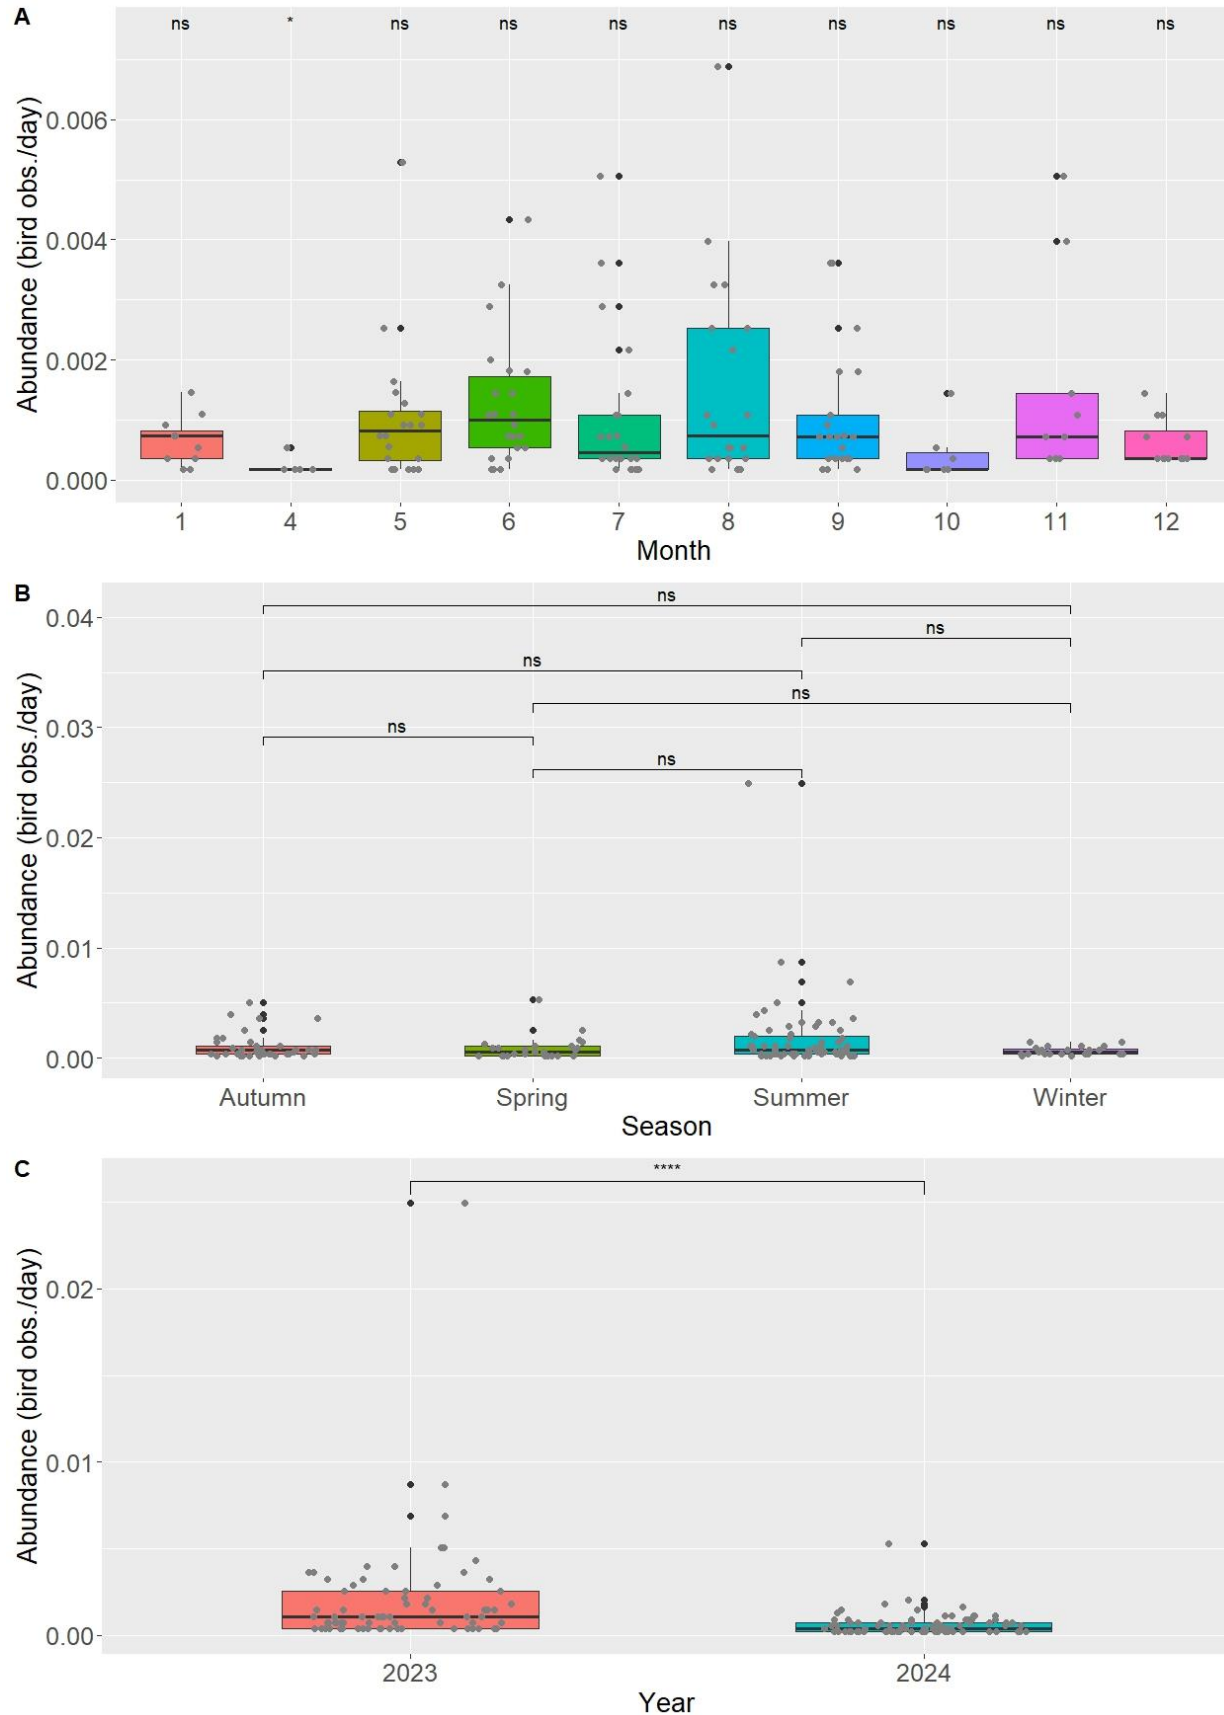 A
ns * ns ns ns ns ns ns ns ns
Abundance (bird obs./day)
0.006
0.004
0.002
0.000
1 4 5 6 7 8 9 10 11 12
Month
B
ns
ns
ns
ns
ns
ns
Abundance (bird obs./day)
0.04
0.03
0.02
0.01
0.00
Autumn Spring Summer Winter
Season
C
****
Abundance (bird obs./day)
0.02
0.01
0.00
2023 2024
Year